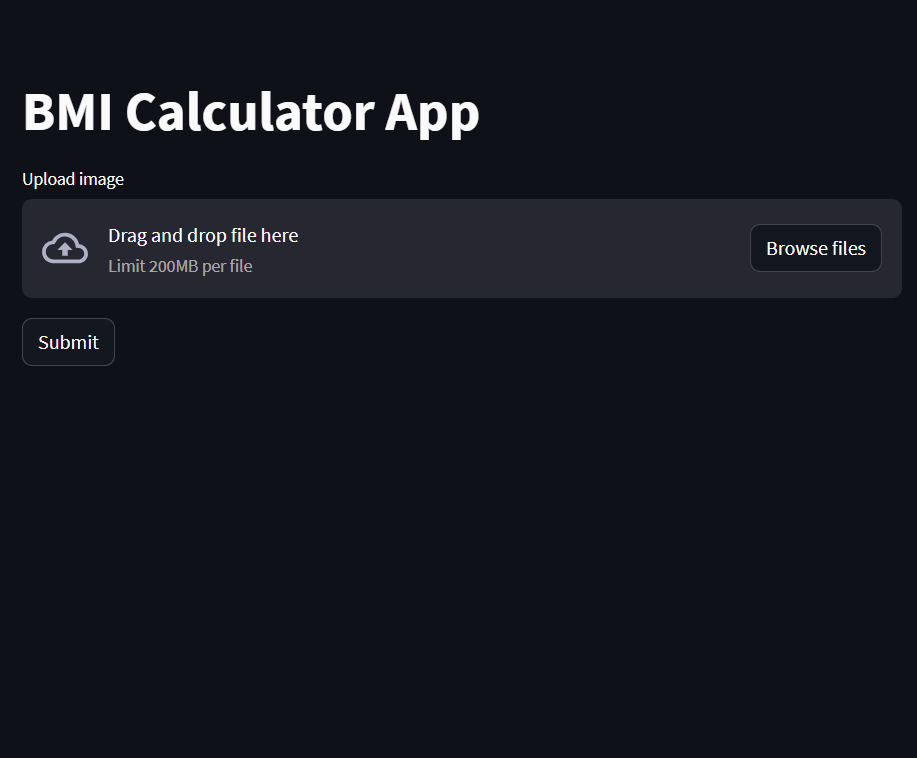 BMI Calculator App
Upload image
Drag and drop file here
Limit 200MB per file
Browse files
Submit